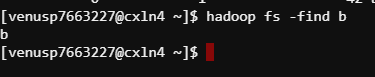 [venusp7663227@cxln4 ~]$ hadoop fs -find b
b
[venusp7663227@cxln4 ~]$